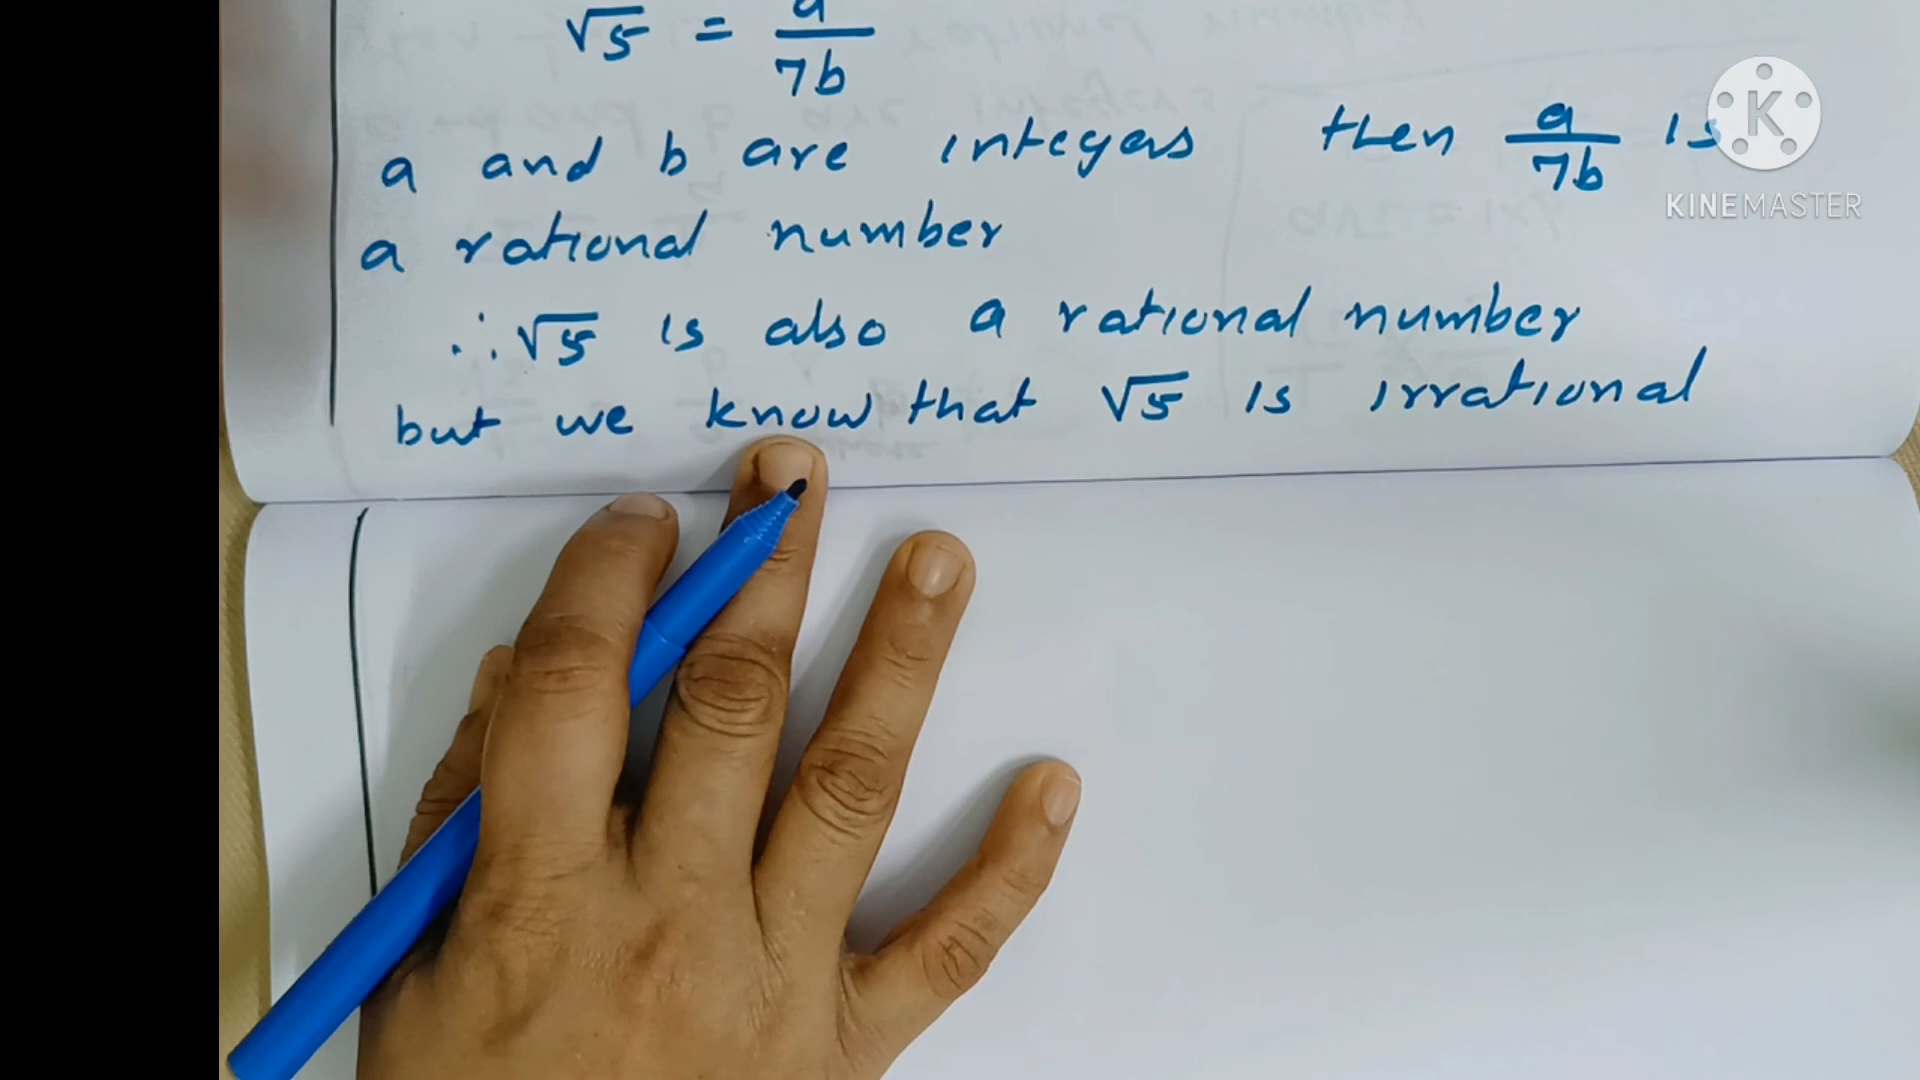 √5 = a/7b
a and b are integers then a/7b is
a rational number
∴ √5 is also a rational number
but we know that √5 is irrational
K
KINEMASTER